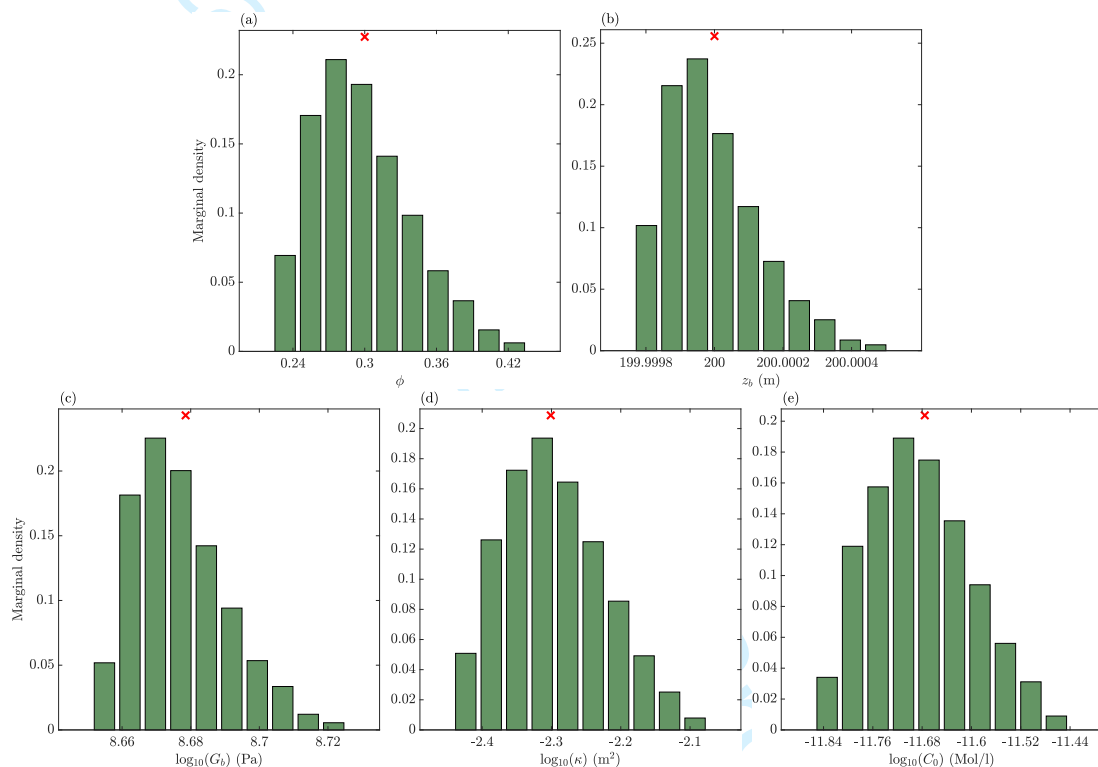 (a)
0.2
0.15
0.1
0.05
0
Marginal density
0.24 0.3 0.36 0.42
ϕ
(b)
0.25
0.2
0.15
0.1
0.05
0
199.9998 200 200.0002 200.0004
z_b (m)
(c)
0.2
0.15
0.1
0.05
0
Marginal density
8.66 8.68 8.7 8.72
log₁₀(G_b) (Pa)
(d)
0.2
0.18
0.16
0.14
0.12
0.1
0.08
0.06
0.04
0.02
0
-2.4 -2.3 -2.2 -2.1
log₁₀(κ) (m²)
(e)
0.2
0.18
0.16
0.14
0.12
0.1
0.08
0.06
0.04
0.02
0
-11.84 -11.76 -11.68 -11.6 -11.52 -11.44
log₁₀(C₀) (Mol/l)